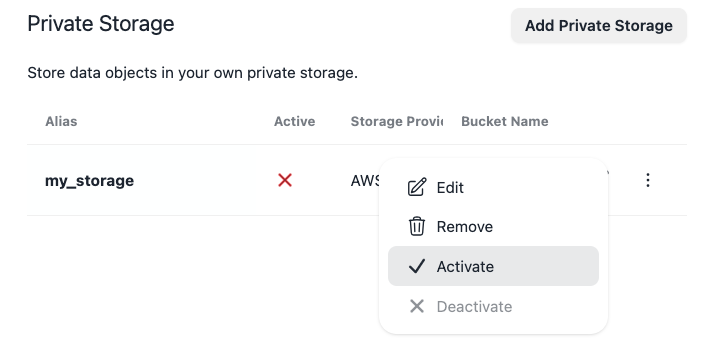 Private Storage
Add Private Storage
Store data objects in your own private storage.
Alias Active Storage Provi Bucket Name
my_storage AWS
Edit
Remove
Activate
Deactivate